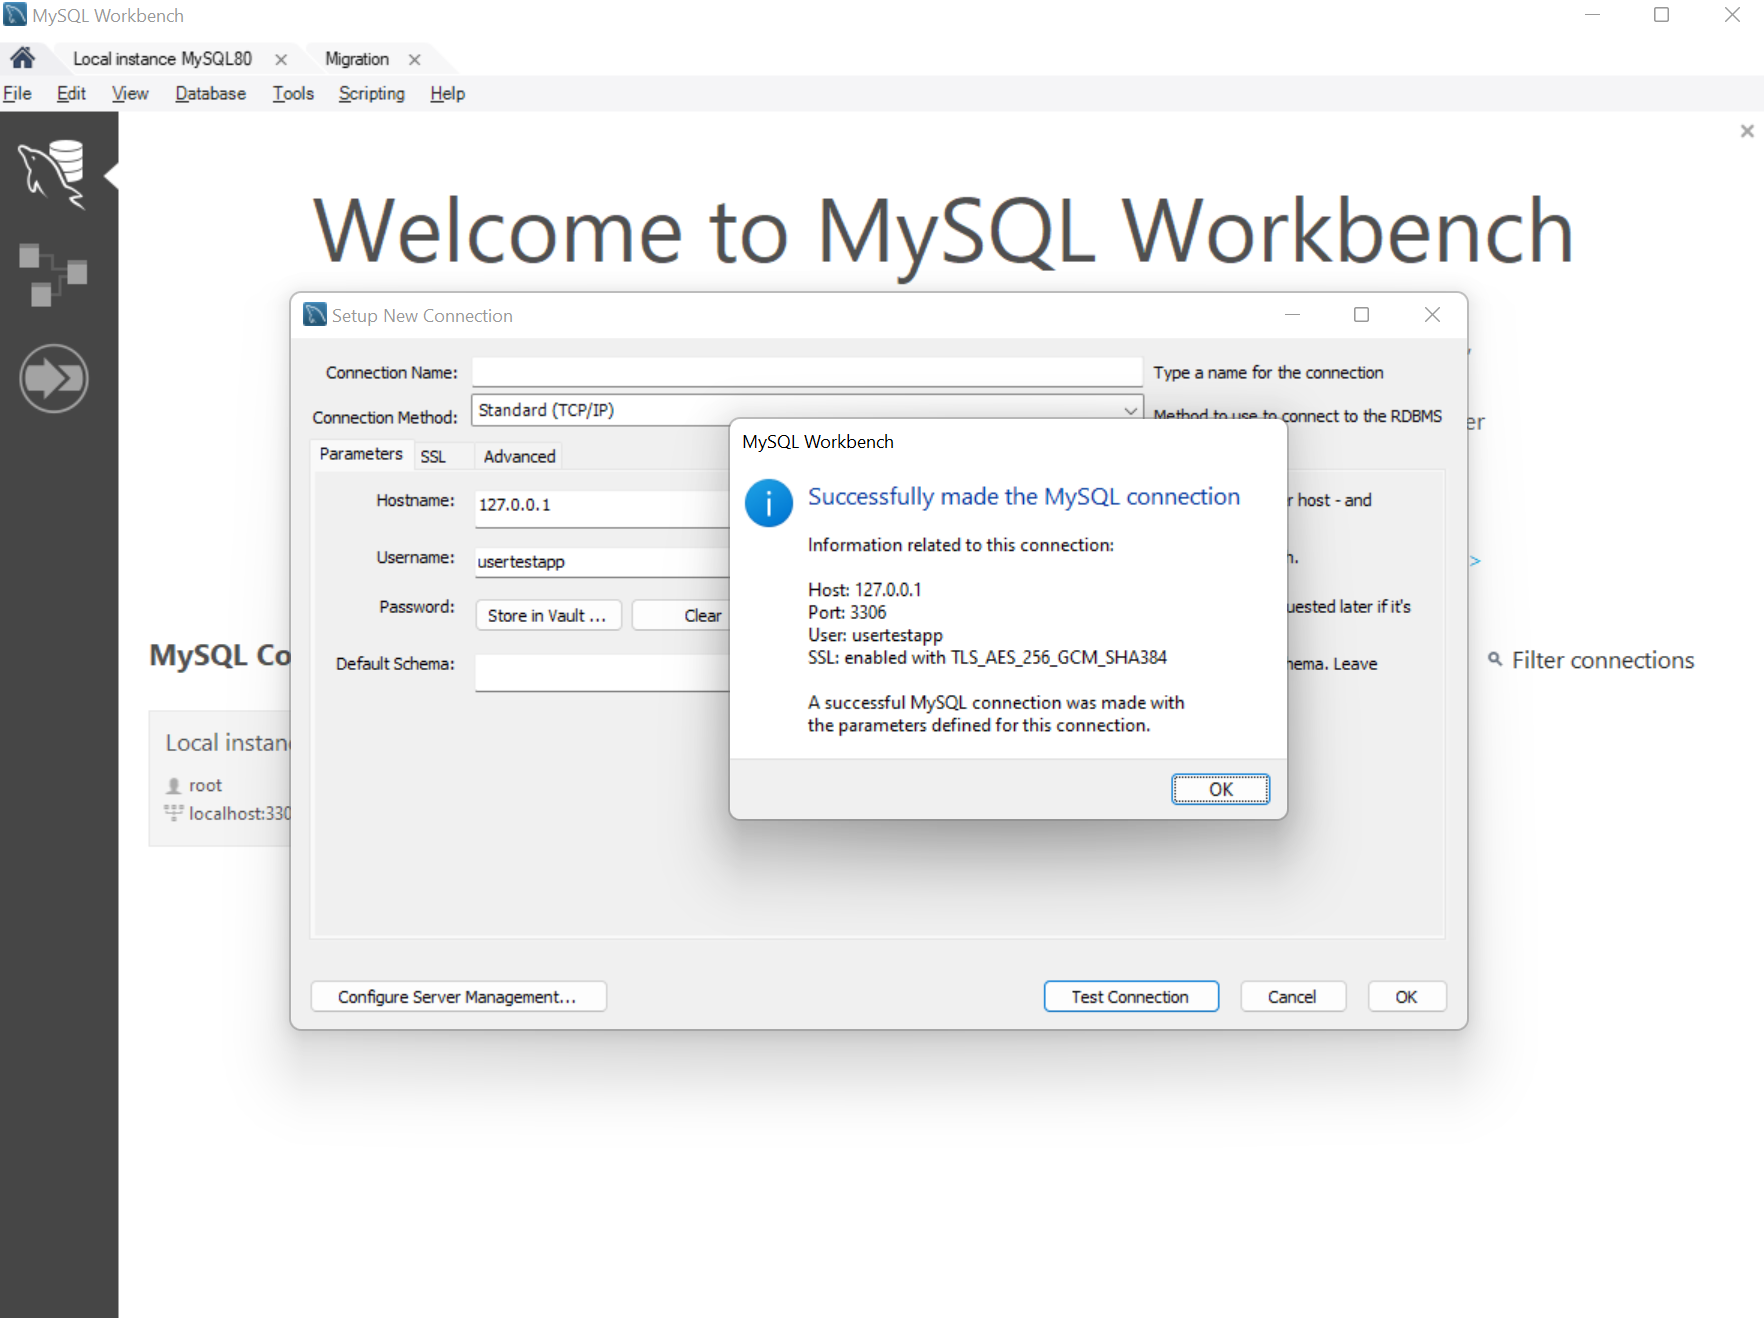 MySQL Workbench
Local instance MySQL80
Migration
File Edit View Database Tools Scripting Help
Welcome to MySQL Workbench
Setup New Connection
Connection Name:
Type a name for the connection
Connection Method:
Standard (TCP/IP)
Method to use to connect to the RDBMS
er
Parameters
SSL
Advanced
Hostname:
127.0.0.1
r host - and
Username:
usertestapp
n.
>
Password:
Store in Vault ...
Clear
uested later if it's
Default Schema:
hema. Leave
MySQL Workbench
Successfully made the MySQL connection
Information related to this connection:
Host: 127.0.0.1
Port: 3306
User: usertestapp
SSL: enabled with TLS_AES_256_GCM_SHA384
A successful MySQL connection was made with
the parameters defined for this connection.
OK
MySQL Co
Filter connections
Local instan
root
localhost:330
Configure Server Management...
Test Connection
Cancel
OK